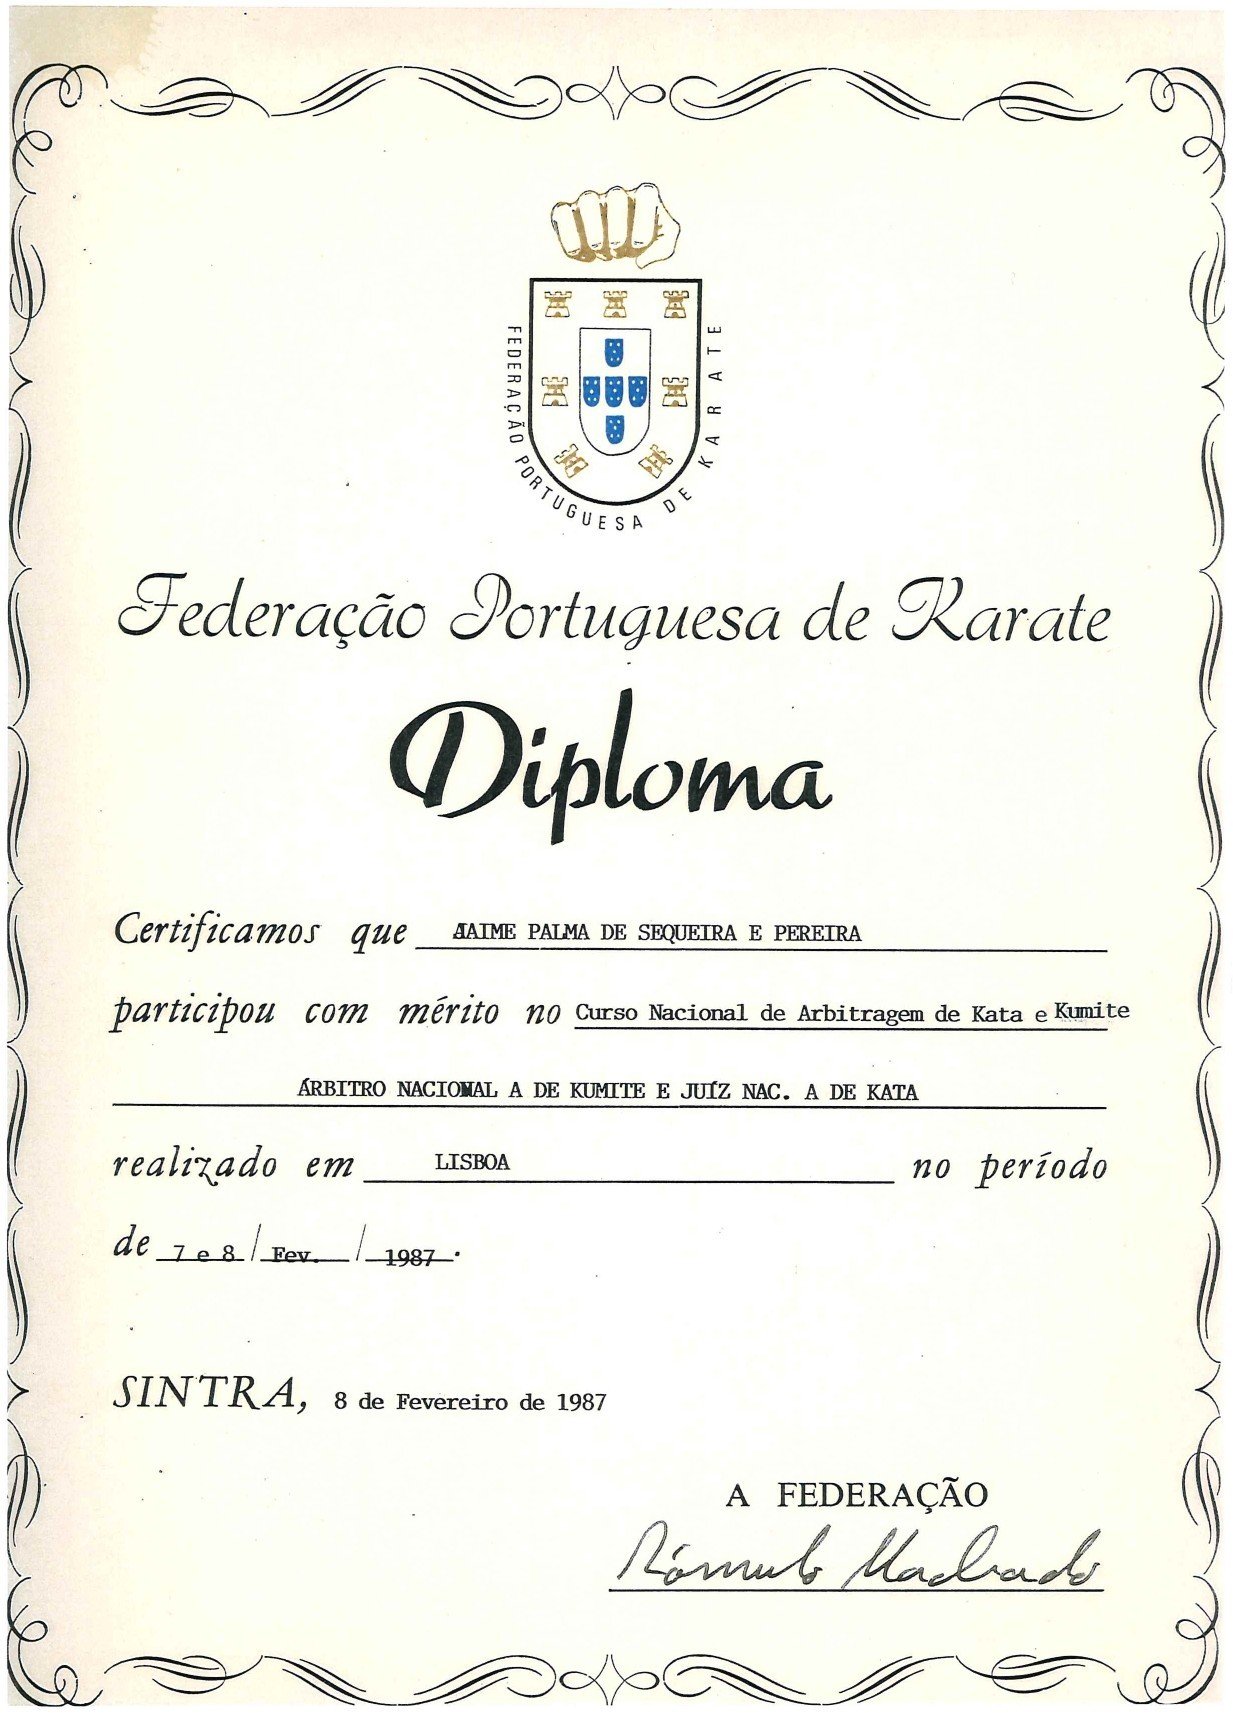 FEDERAÇÃO PORTUGUESA DE KARATE
Federação Portuguesa de Karate
Diploma
Certificamos que JAIME PALMA DE SEQUEIRA E PEREIRA
participou com mérito no Curso Nacional de Arbitragem de Kata e Kumite
ÁRBITRO NACIONAL A DE KUMITE E JUÍZ NAC. A DE KATA
realizado em LISBOA no período
de 7 e 8 / Fev. / 1987.
SINTRA, 8 de Fevereiro de 1987
A FEDERAÇÃO
Rómulo Machado